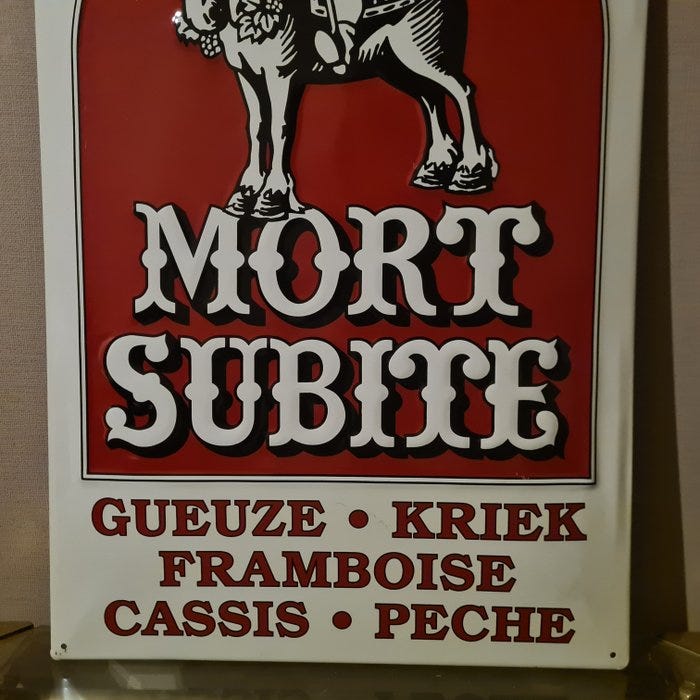 MORT
SUBITE
GUEUZE • KRIEK
FRAMBOISE
CASSIS • PECHE